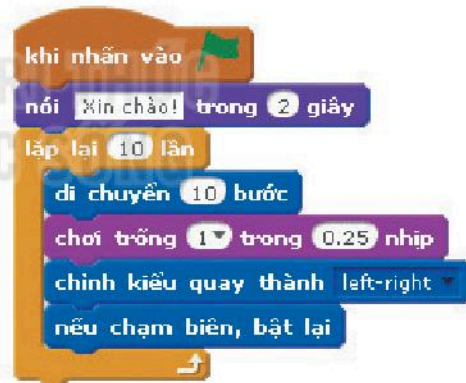 khi nhấn vào
nói Xin chào! trong 2 giây
lặp lại 10 lần
di chuyển 10 bước
chơi trống 1 trong 0.25 nhịp
chỉnh kiểu quay thành left-right
nếu chạm biên, bật lại